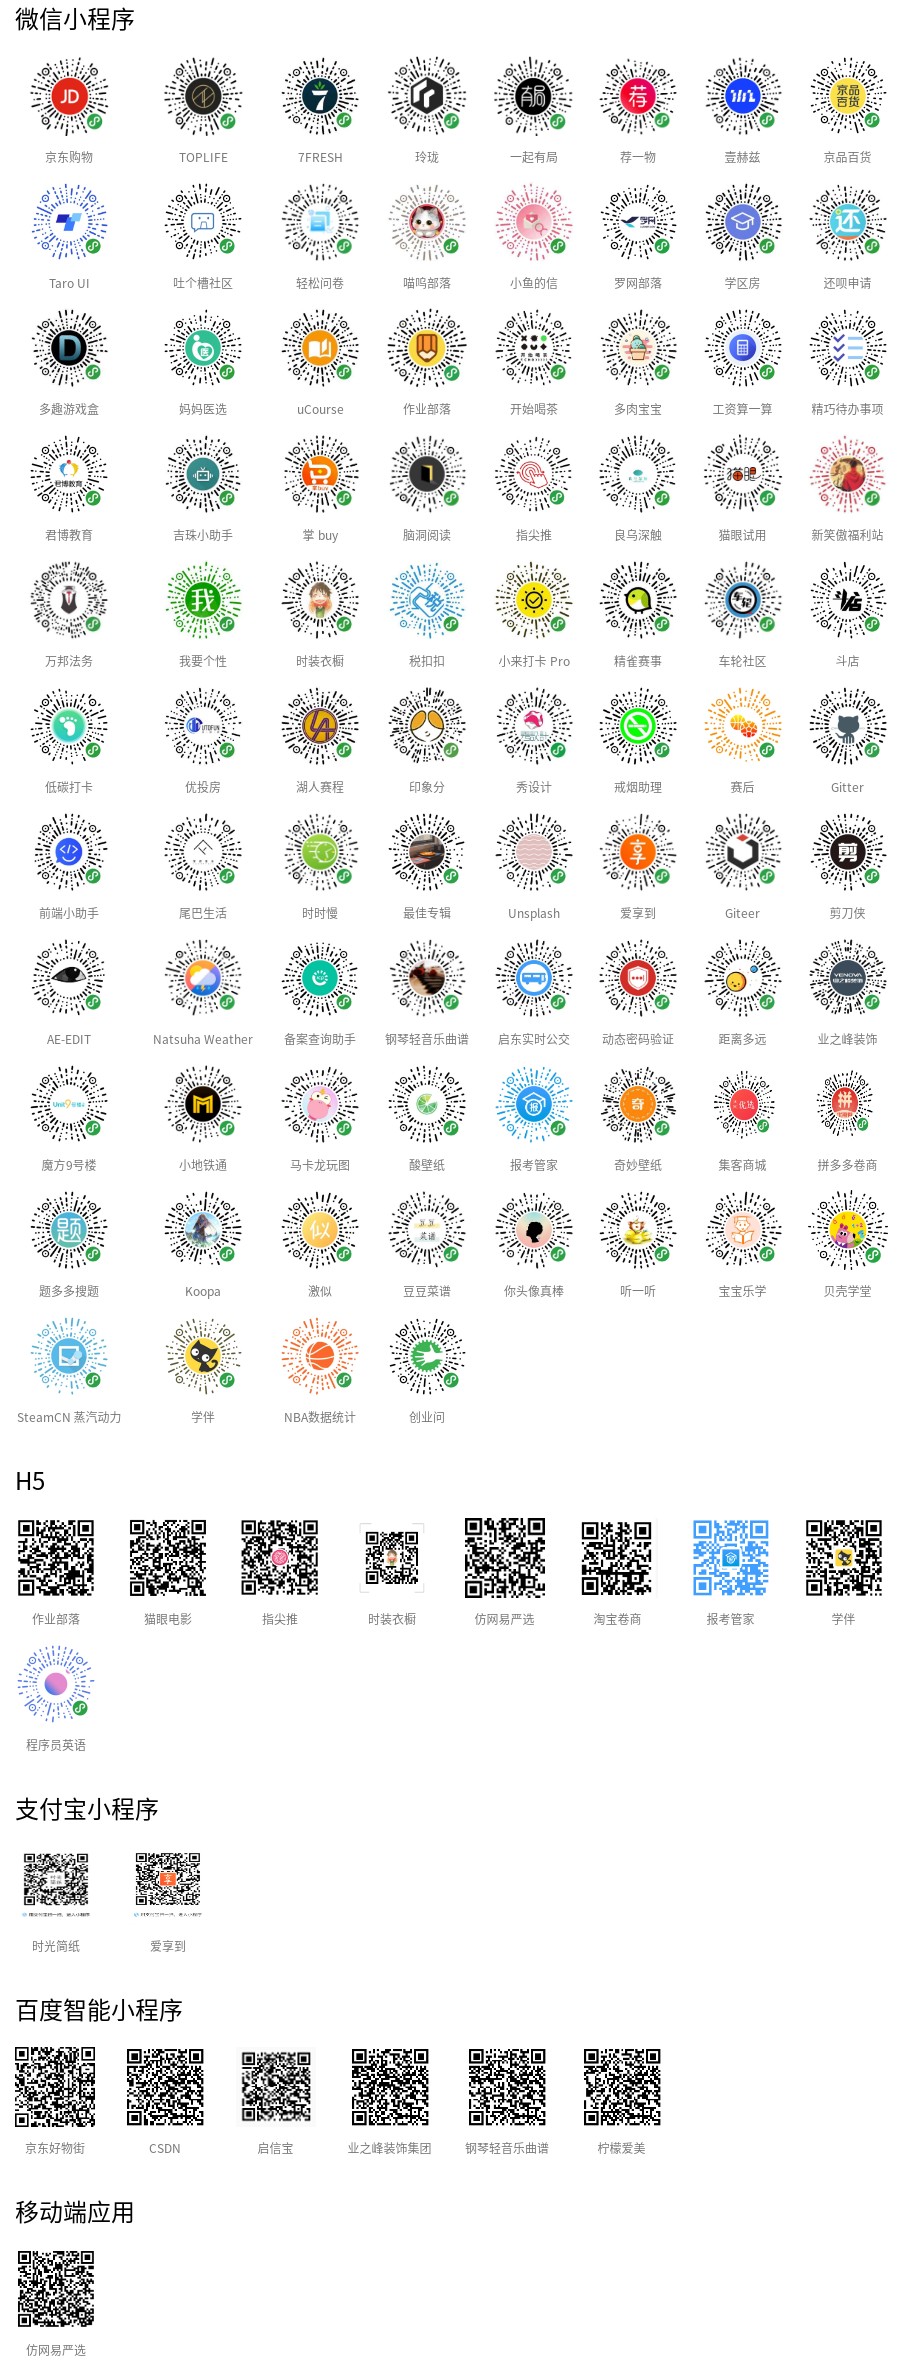 微信小程序
京东购物 TOPLIFE 7FRESH 玲珑 一起有局 荐一物 壹赫兹 京品百货
Taro UI 吐个槽社区 轻松问卷 喵呜部落 小鱼的信 罗网部落 学区房 还呗申请
多趣游戏盒 妈妈医选 uCourse 作业部落 开始喝茶 多肉宝宝 工资算一算 精巧待办事项
君博教育 吉珠小助手 掌 buy 脑洞阅读 指尖推 良乌深触 猫眼试用 新笑傲福利站
万邦法务 我要个性 时装衣橱 税扣扣 小来打卡 Pro 精雀赛事 车轮社区 斗店
低碳打卡 优投房 湖人赛程 印象分 秀设计 戒烟助理 赛后 Gitter
前端小助手 尾巴生活 时时慢 最佳专辑 Unsplash 爱享到 Giteer 剪刀侠
AE-EDIT Natsuha Weather 备案查询助手 钢琴轻音乐曲谱 启东实时公交 动态密码验证 距离多远 业之峰装饰
魔方9号楼 小地铁通 马卡龙玩图 酸壁纸 报考管家 奇妙壁纸 集客商城 拼多多卷商
题多多搜题 Koopa 激似 豆豆菜谱 你头像真棒 听一听 宝宝乐学 贝壳学堂
SteamCN 蒸汽动力 学伴 NBA数据统计 创业问
H5
作业部落 猫眼电影 指尖推 时装衣橱 仿网易严选 淘宝卷商 报考管家 学伴
程序员英语
支付宝小程序
时光简纸 爱享到
百度智能小程序
京东好物街 CSDN 启信宝 业之峰装饰集团 钢琴轻音乐曲谱 柠檬爱美
移动端应用
仿网易严选